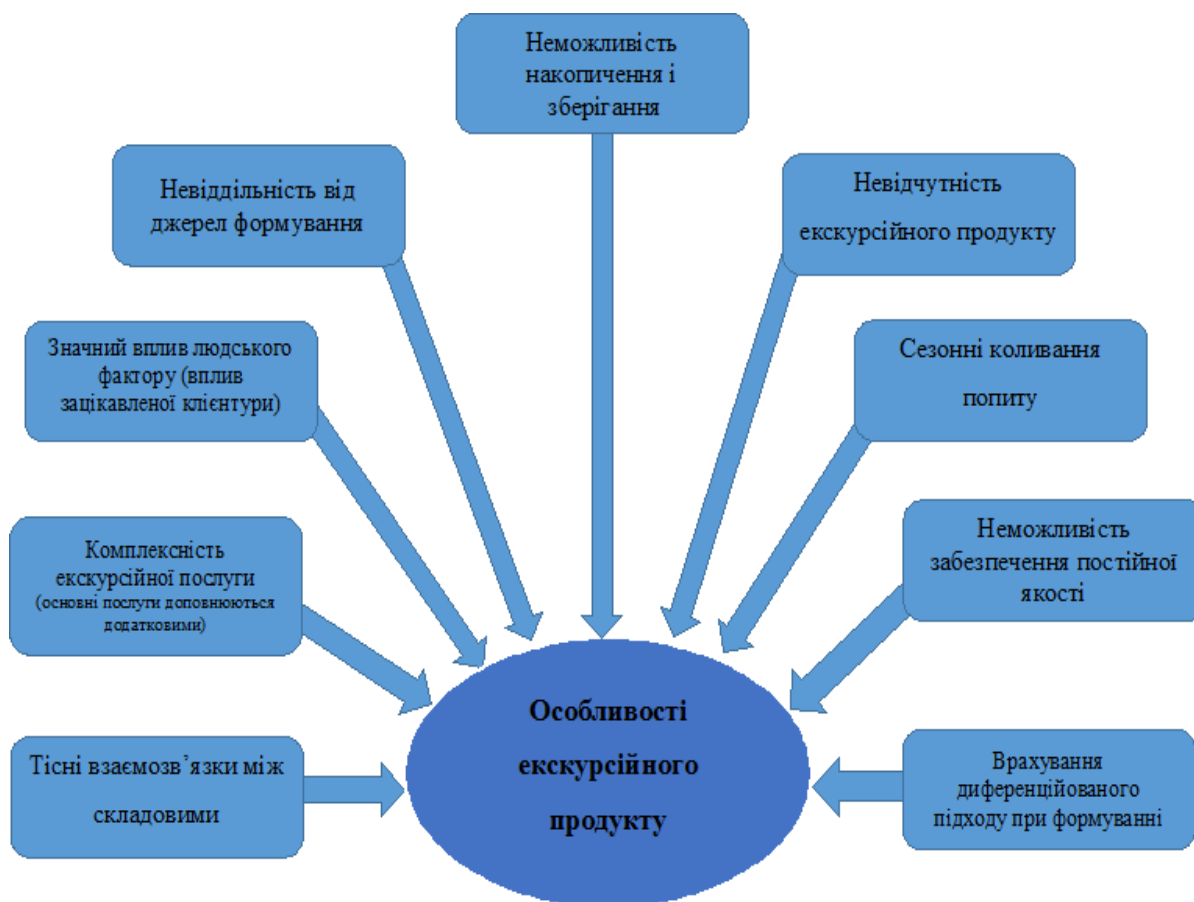 Неможливість
накопичення і
зберігання
Невіддільність від
джерел формування
Невідчутність
екскурсійного продукту
Значний вплив людського
фактору (вплив
зацікавленої клієнтури)
Сезонні коливання
попиту
Комплексність
екскурсійної послуги
(основні послуги доповнюються
додатковими)
Неможливість
забезпечення постійної
якості
Тісні взаємозв’язки між
складовими
Особливості
екскурсійного
продукту
Врахування
диференційованого
підходу при формуванні